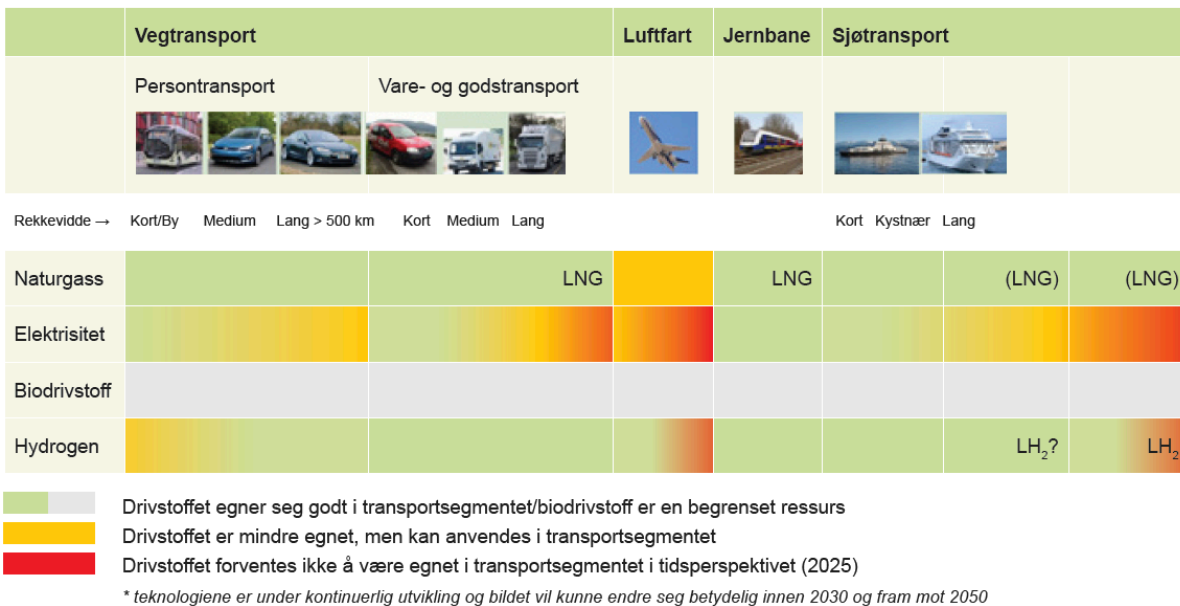 Vegtransport Luftfart Jernbane Sjøtransport
Persontransport Vare- og godstransport
Rekkevidde → Kort/By Medium Lang > 500 km Kort Medium Lang Kort Kystnær Lang
Naturgass LNG LNG (LNG) (LNG)
Elektrisitet
Biodrivstoff
Hydrogen LH₂? LH₂
Drivstoffet egner seg godt i transportsegmentet/biodrivstoff er en begrenset ressurs
Drivstoffet er mindre egnet, men kan anvendes i transportsegmentet
Drivstoffet forventes ikke å være egnet i transportsegmentet i tidsperspektivet (2025)
* teknologiene er under kontinuerlig utvikling og bildet vil kunne endre seg betydelig innen 2030 og fram mot 2050